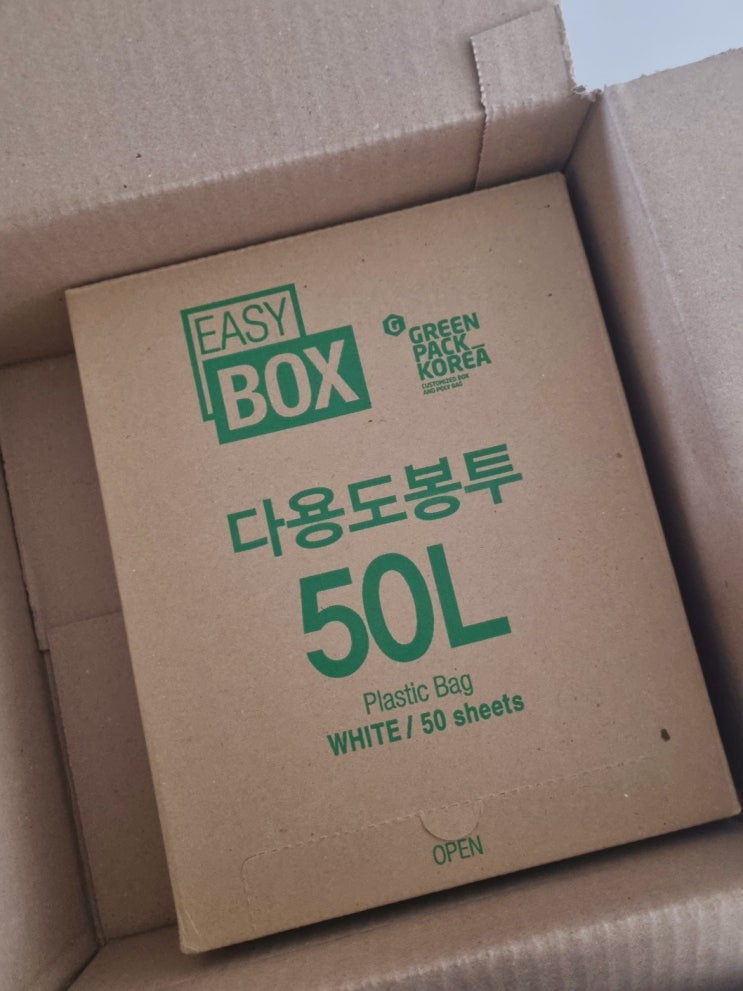 EASY
BOX
G
GREEN
PACK_
KOREA
CUSTOMIZED BOX
AND POLY BAG
다용도봉투
50L
Plastic Bag
WHITE / 50 sheets
OPEN